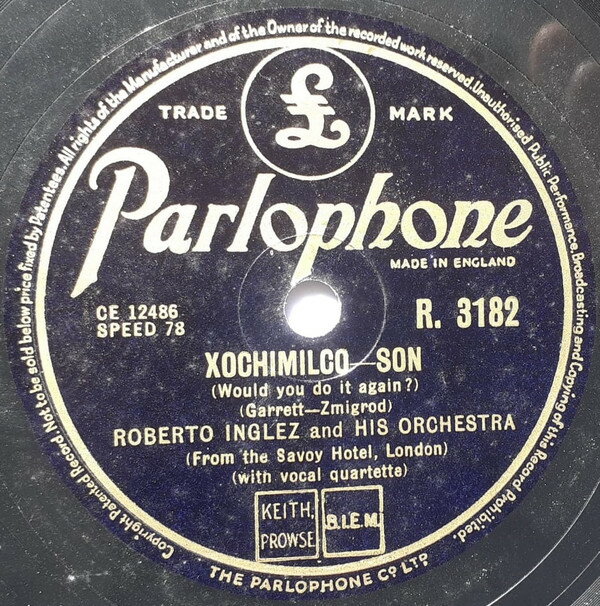 Copyright Patented Record Not to be sold below price fixed by Patentees. All rights of the Manufacturer and of the Owner of the recorded work reserved. Unauthorised Public Performance, Broadcasting and Copying of this Record Prohibited.
TRADE £ MARK
Parlophone
MADE IN ENGLAND
CE 12486
SPEED 78
R. 3182
XOCHIMILCO—SON
(Would you do it again?)
(Garrett—Zmigrod)
ROBERTO INGLEZ and HIS ORCHESTRA
(From the Savoy Hotel, London)
(with vocal quartette)
KEITH,
PROWSE
B.I.E.M.
THE PARLOPHONE CO LTD